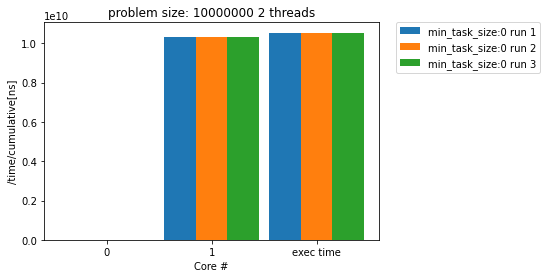 problem size: 10000000 2 threads
1e10
1.0
0.8
0.6
0.4
0.2
0.0
/time/cumulative[ns]
0 1 exec time
Core #
min_task_size:0 run 1
min_task_size:0 run 2
min_task_size:0 run 3